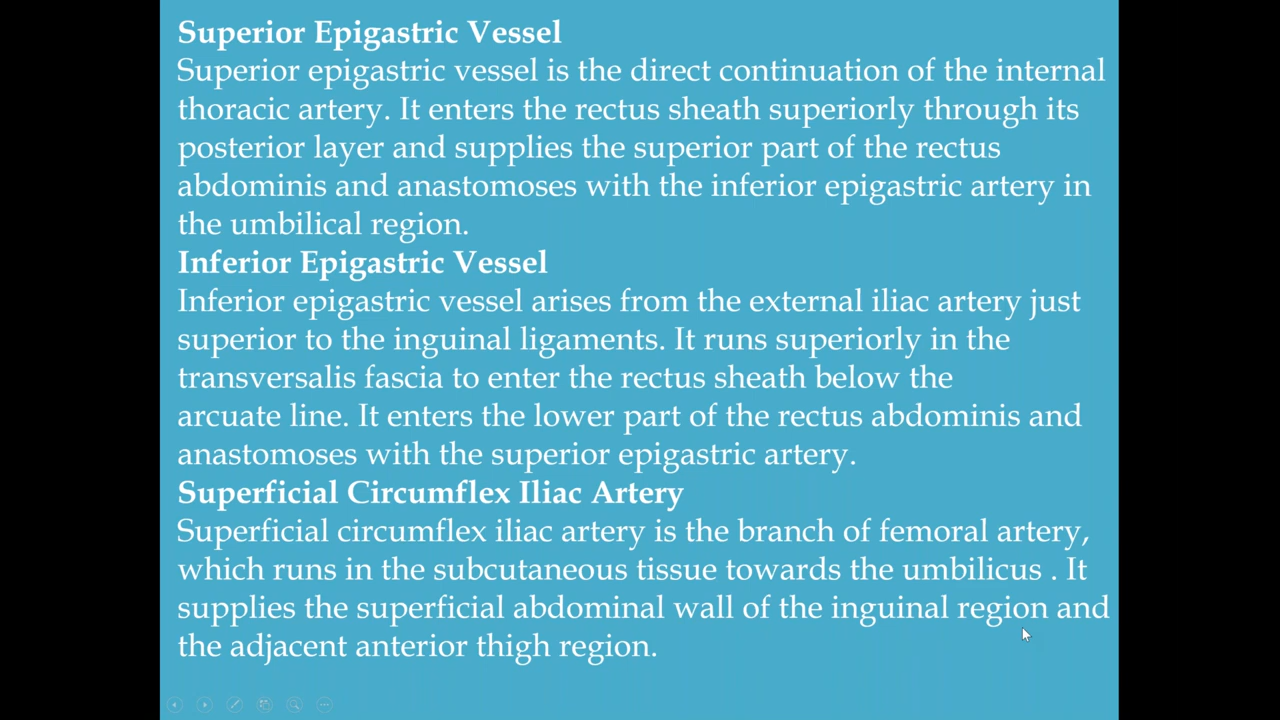 Superior Epigastric Vessel
Superior epigastric vessel is the direct continuation of the internal
thoracic artery. It enters the rectus sheath superiorly through its
posterior layer and supplies the superior part of the rectus
abdominis and anastomoses with the inferior epigastric artery in
the umbilical region.
Inferior Epigastric Vessel
Inferior epigastric vessel arises from the external iliac artery just
superior to the inguinal ligaments. It runs superiorly in the
transversalis fascia to enter the rectus sheath below the
arcuate line. It enters the lower part of the rectus abdominis and
anastomoses with the superior epigastric artery.
Superficial Circumflex Iliac Artery
Superficial circumflex iliac artery is the branch of femoral artery,
which runs in the subcutaneous tissue towards the umbilicus . It
supplies the superficial abdominal wall of the inguinal region and
the adjacent anterior thigh region.